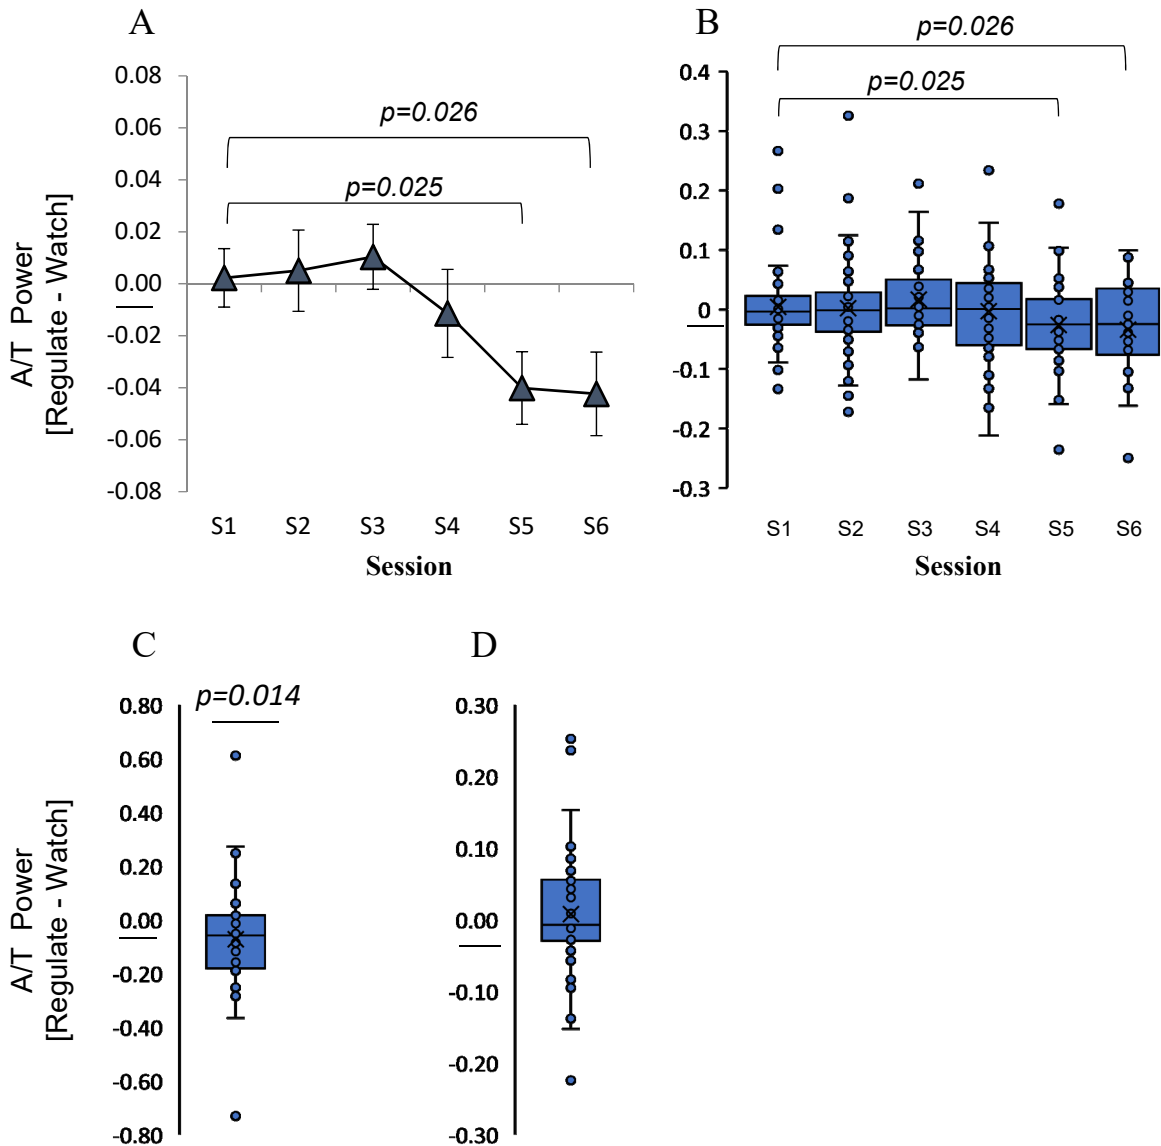 A
B
p=0.026
p=0.025
A/T Power
[Regulate - Watch]
0.08
0.06
0.04
0.02
0.00
-0.02
-0.04
-0.06
-0.08
S1 S2 S3 S4 S5 S6
Session
p=0.026
p=0.025
0.4
0.3
0.2
0.1
0
-0.1
-0.2
-0.3
S1 S2 S3 S4 S5 S6
Session
C
D
p=0.014
A/T Power
[Regulate - Watch]
0.80
0.60
0.40
0.20
0.00
-0.20
-0.40
-0.60
-0.80
0.30
0.20
0.10
0.00
-0.10
-0.20
-0.30